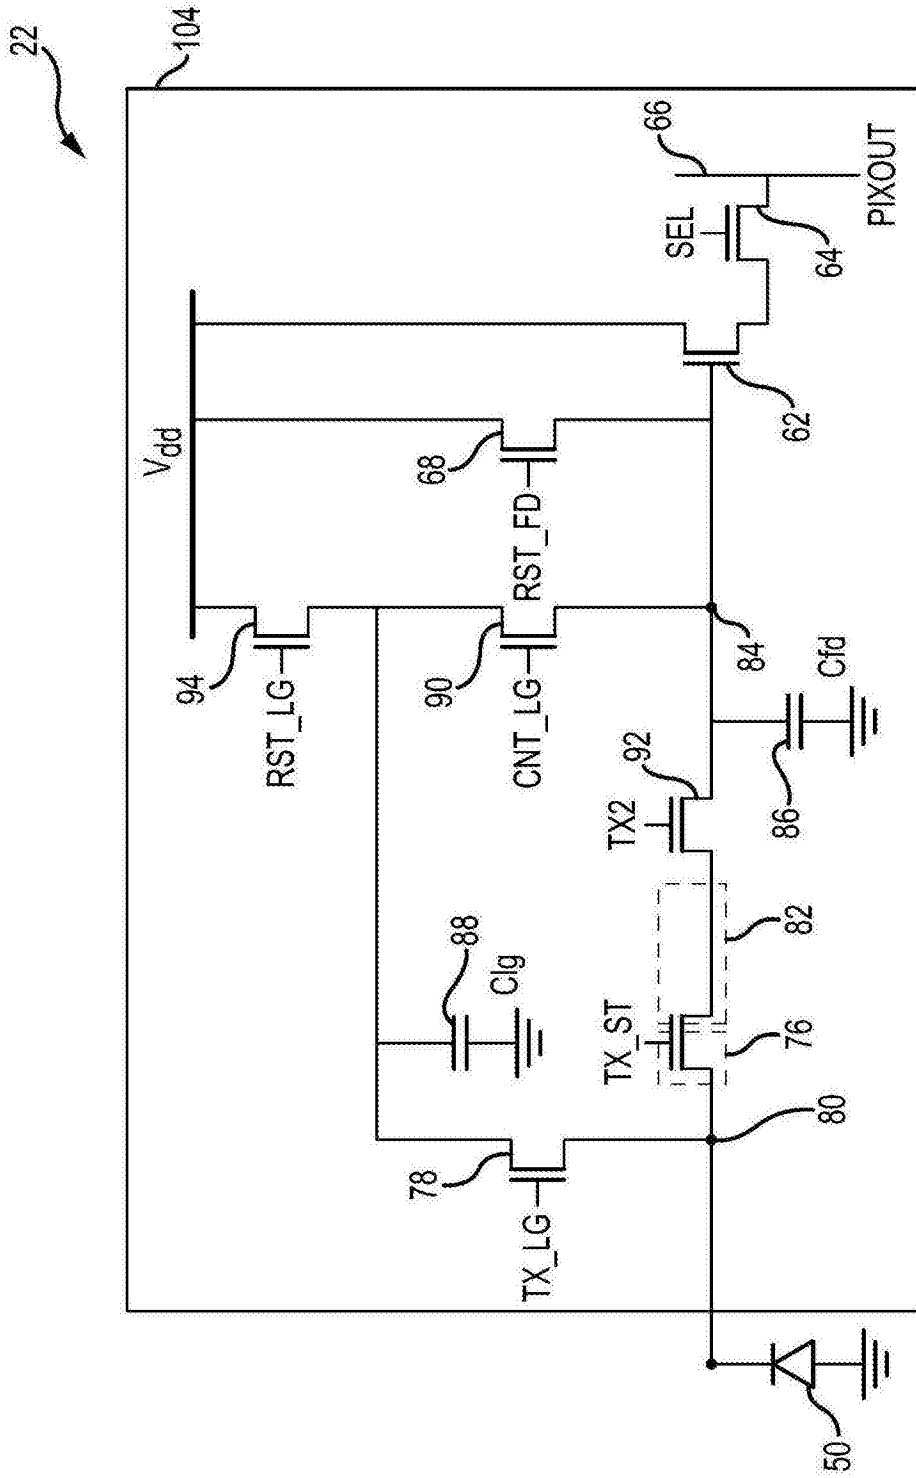 22
104
Vdd
66
SEL
PIXOUT
64
62
68
RST_FD
94
RST_LG
90
CNT_LG
84
Cfd
86
92
TX2
88
Clg
82
TX_ST
76
78
TX_LG
80
50